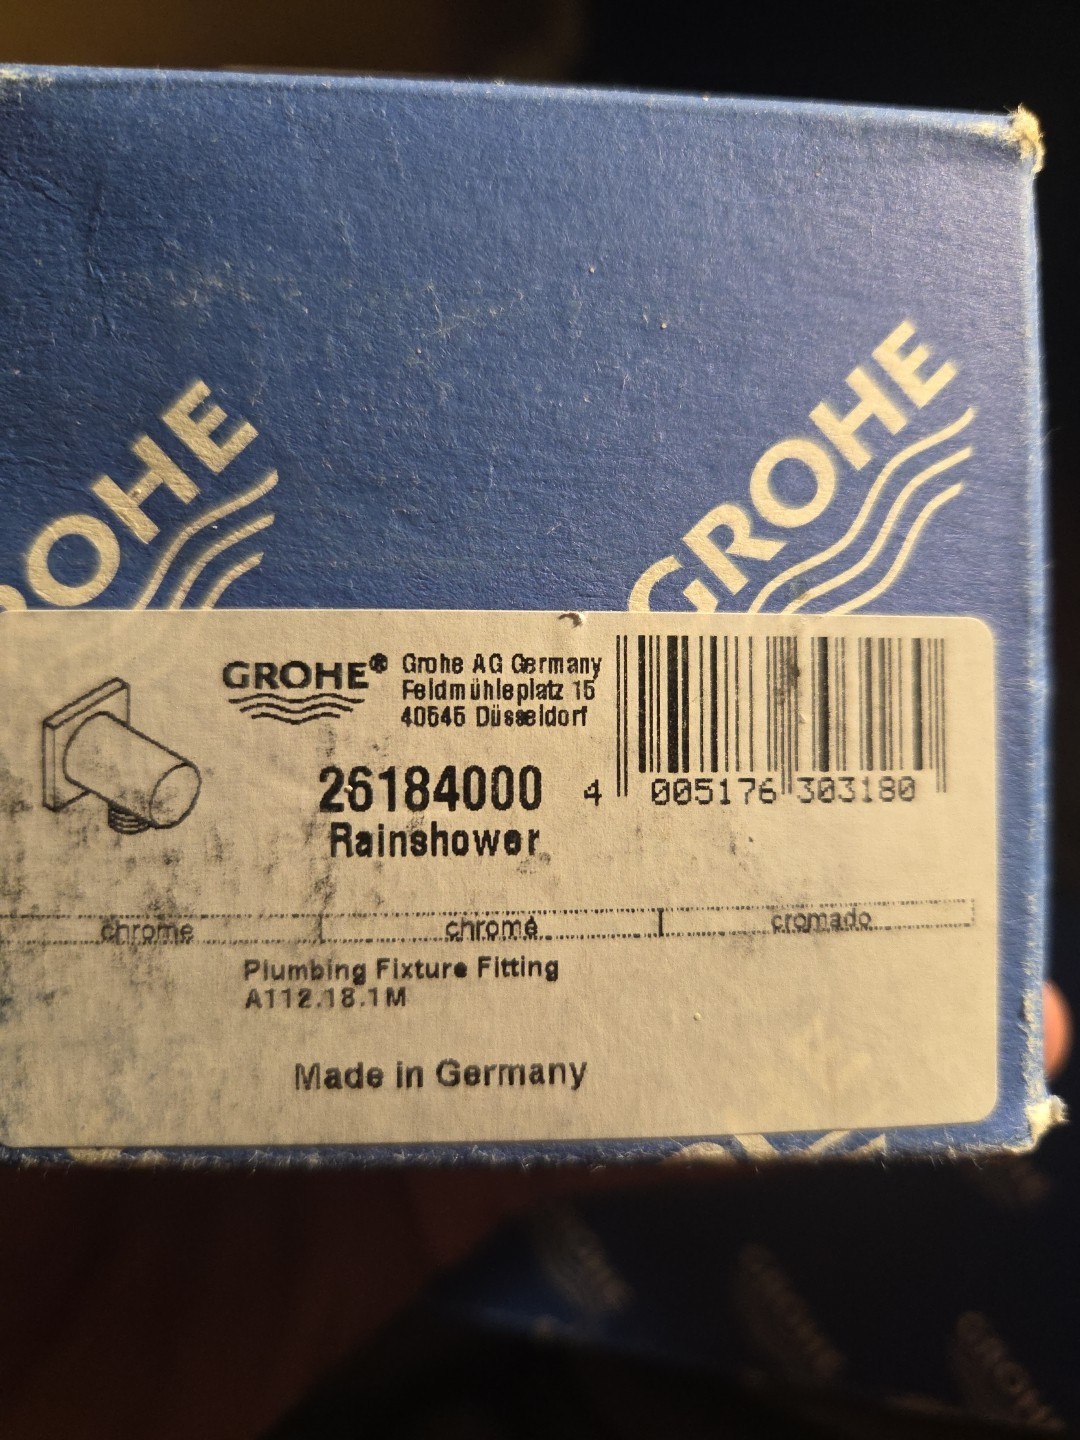 GROHE
GROHE
GROHE® Grohe AG Germany
Feldmühleplatz 15
40545 Düsseldorf
26184000
Rainshower
4 005176 303180
chrome chromé cromado
Plumbing Fixture Fitting
A112.18.1M
Made in Germany